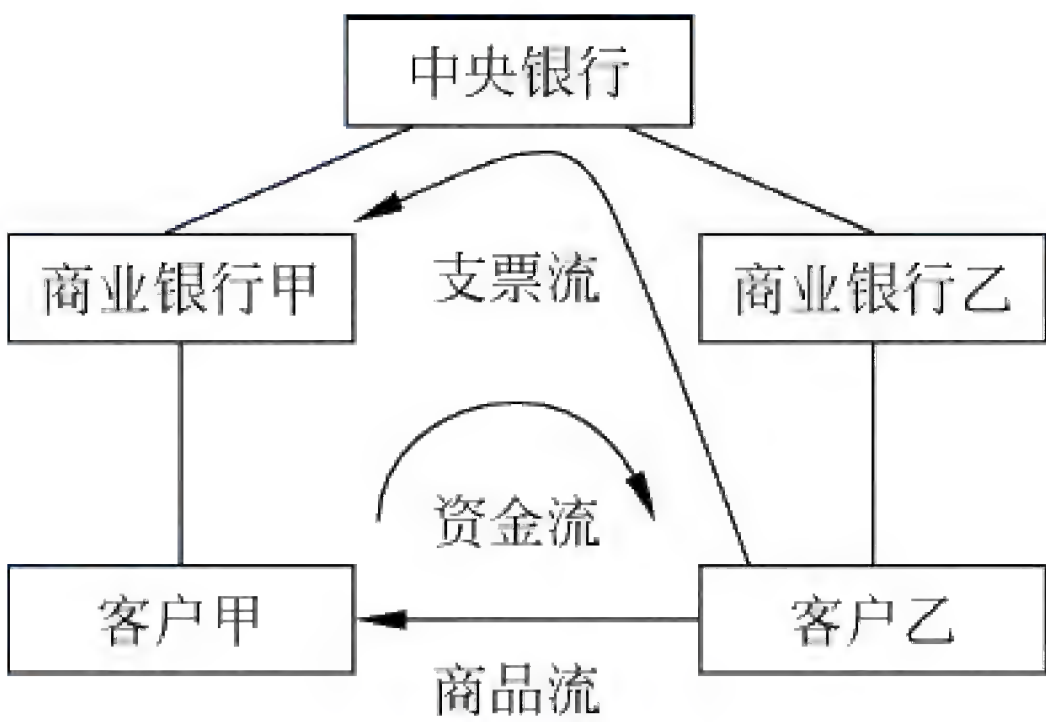 中央银行
商业银行甲
支票流
商业银行乙
资金流
客户甲
客户乙
商品流